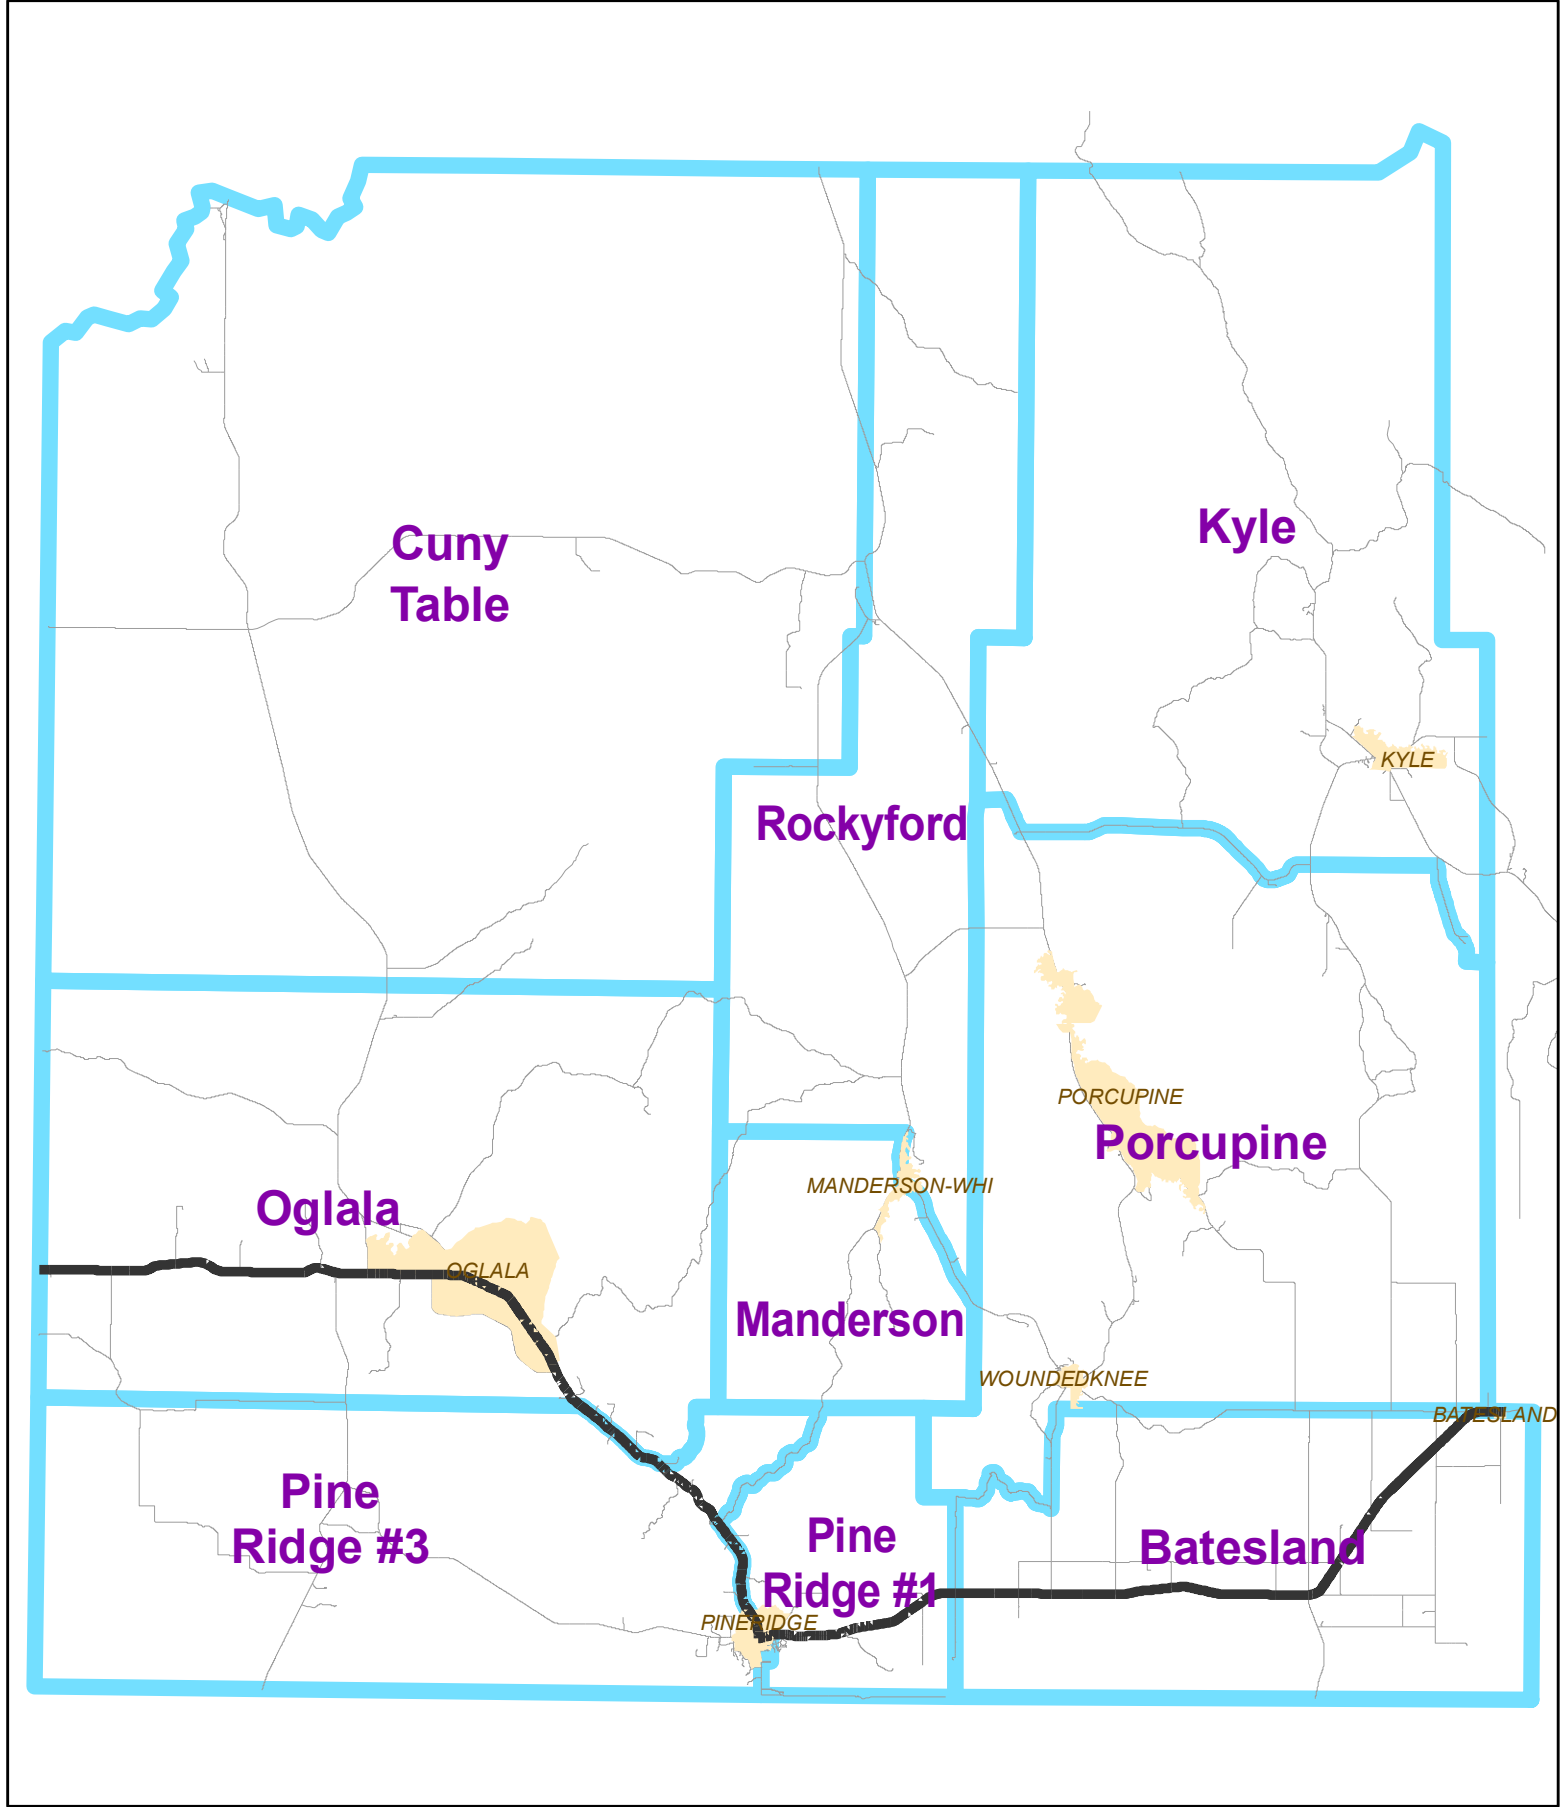 Kyle
Cuny
Table
KYLE
Rockyford
PORCUPINE
Porcupine
MANDERSON-WHI
Oglala
OGLALA
Manderson
WOUNDEDKNEE
BATESLAND
Pine
Ridge #3
Pine
Ridge #1
Batesland
PINERIDGE